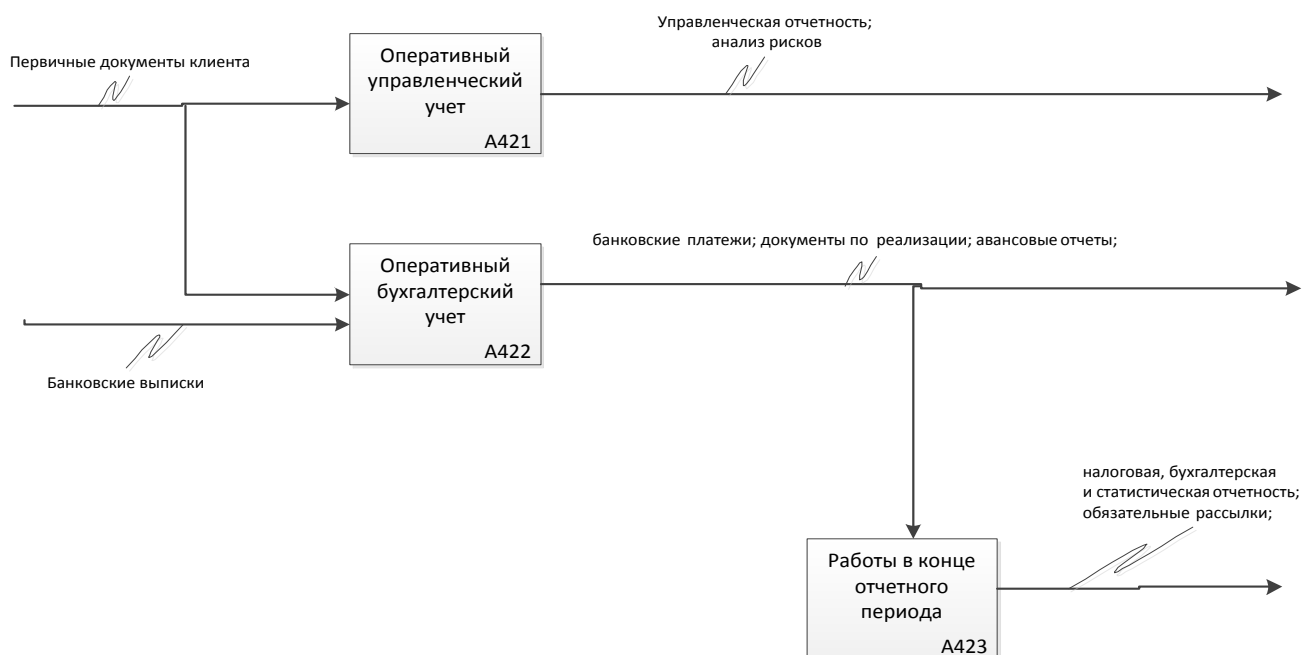 Управленческая отчетность;
анализ рисков
Первичные документы клиента
Оперативный
управленческий
учет
А421
банковские платежи; документы по реализации; авансовые отчеты;
Оперативный
бухгалтерский
учет
А422
Банковские выписки
налоговая, бухгалтерская
и статистическая отчетность;
обязательные рассылки;
Работы в конце
отчетного
периода
А423